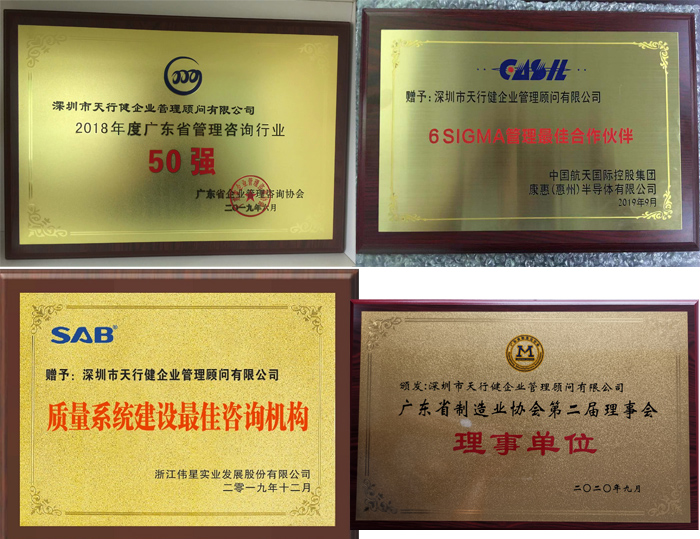 深圳市天行健企业管理顾问有限公司
2018年度广东省管理咨询行业
50强
广东省企业管理咨询协会
二〇一九年六月
CASIL
赠予:深圳市天行健企业管理顾问有限公司
6SIGMA管理最佳合作伙伴
中国航天国际控股集团
康惠(惠州)半导体有限公司
2019年9月
SAB®
赠予:深圳市天行健企业管理顾问有限公司
质量系统建设最佳咨询机构
浙江伟星实业发展股份有限公司
二零一九年十二月
M
颁发:深圳市天行健企业管理顾问有限公司
广东省制造业协会第二届理事会
理事单位
二〇二〇年九月